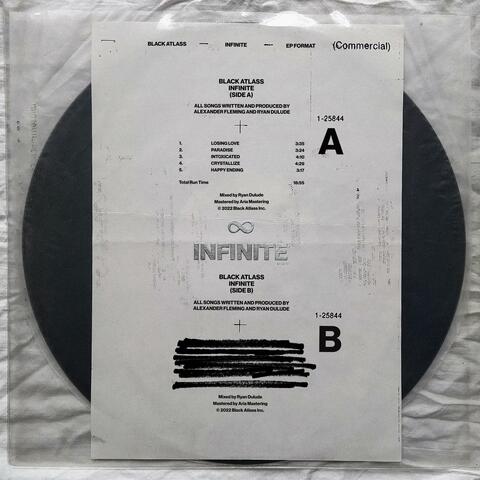 BLACK ATLASS — INFINITE — EP FORMAT (Commercial)
BLACK ATLASS
INFINITE
(SIDE A)
ALL SONGS WRITTEN AND PRODUCED BY
ALEXANDER FLEMING AND RYAN DULUDE
1-25844
A
1. LOSING LOVE 3:35
2. PARADISE 3:24
3. INTOXICATED 4:10
4. CRYSTALLIZE 4:29
5. HAPPY ENDING 3:17
Total Run Time 18:55
Mixed by Ryan Dulude
Mastered by Aria Mastering
© 2022 Black Atlass Inc.
INFINITE
BLACK ATLASS
INFINITE
(SIDE B)
ALL SONGS WRITTEN AND PRODUCED BY
ALEXANDER FLEMING AND RYAN DULUDE
1-25844
B
Mixed by Ryan Dulude
Mastered by Aria Mastering
© 2022 Black Atlass Inc.